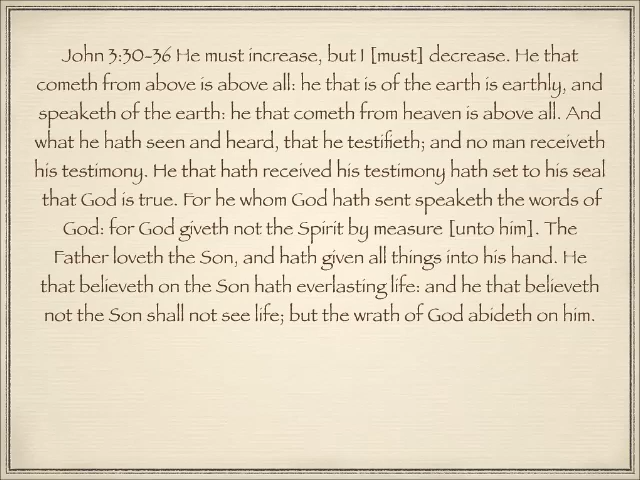 John 3:30-36 He must increase, but I [must] decrease. He that
cometh from above is above all: he that is of the earth is earthly, and
speaketh of the earth: he that cometh from heaven is above all. And
what he hath seen and heard, that he testifieth; and no man receiveth
his testimony. He that hath received his testimony hath set to his seal
that God is true. For he whom God hath sent speaketh the words of
God: for God giveth not the Spirit by measure [unto him]. The
Father loveth the Son, and hath given all things into his hand. He
that believeth on the Son hath everlasting life: and he that believeth
not the Son shall not see life; but the wrath of God abideth on him.